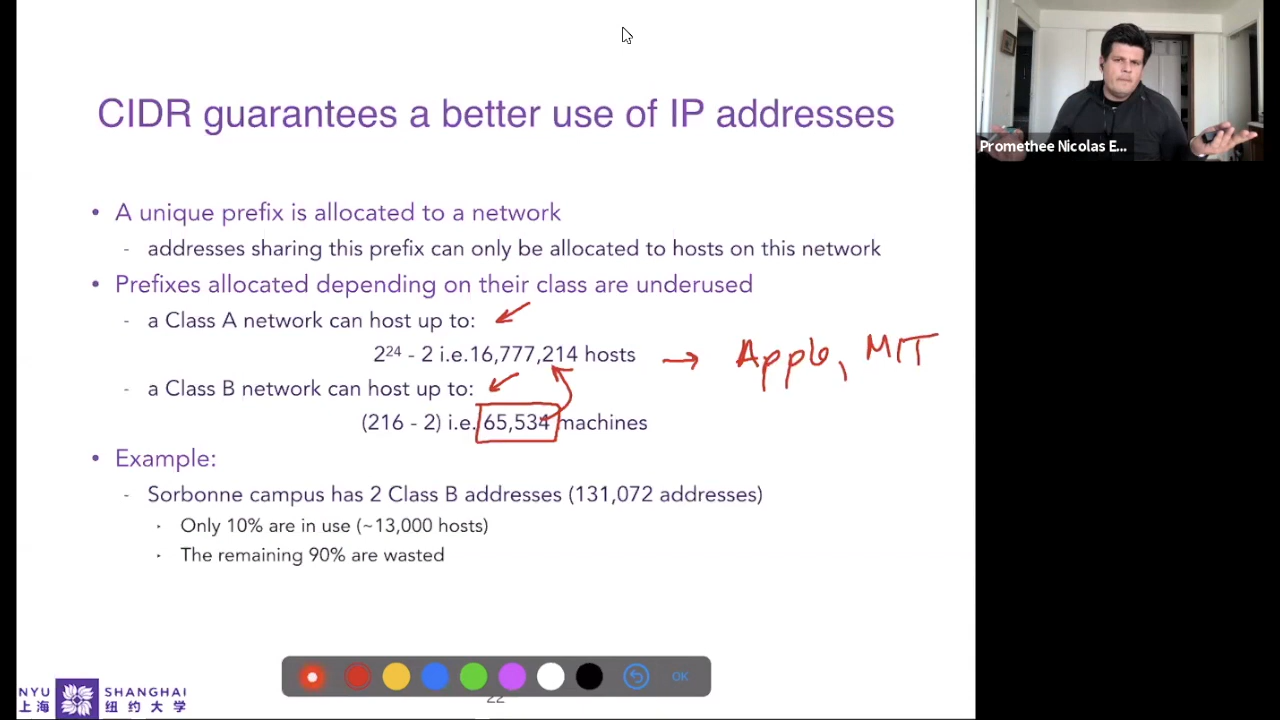 CIDR guarantees a better use of IP addresses
Promethee Nicolas E...
• A unique prefix is allocated to a network
- addresses sharing this prefix can only be allocated to hosts on this network
• Prefixes allocated depending on their class are underused
- a Class A network can host up to:
2²⁴ - 2 i.e.16,777,214 hosts → Apple, MIT
- a Class B network can host up to:
(216 - 2) i.e. 65,534 machines
• Example:
- Sorbonne campus has 2 Class B addresses (131,072 addresses)
‣ Only 10% are in use (~13,000 hosts)
‣ The remaining 90% are wasted
OK
22
NYU SHANGHAI
上海 纽约大学